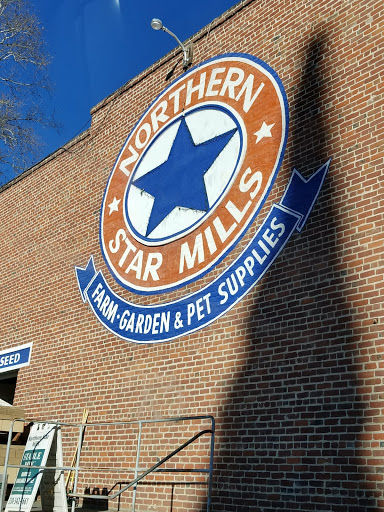 NORTHERN
STAR MILLS
FARM·GARDEN & PET SUPPLIES
SEED